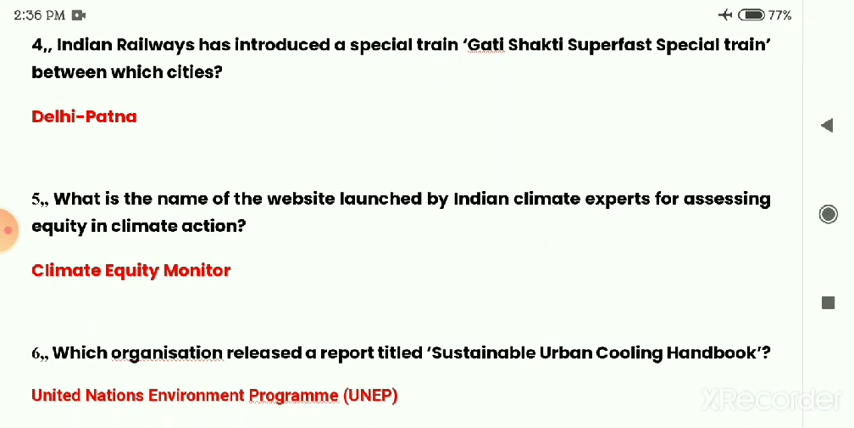 2:36 PM
77%
4,, Indian Railways has introduced a special train ‘Gati Shakti Superfast Special train’
between which cities?
Delhi-Patna
5,, What is the name of the website launched by Indian climate experts for assessing
equity in climate action?
Climate Equity Monitor
6,, Which organisation released a report titled ‘Sustainable Urban Cooling Handbook’?
United Nations Environment Programme (UNEP)
XRecorder